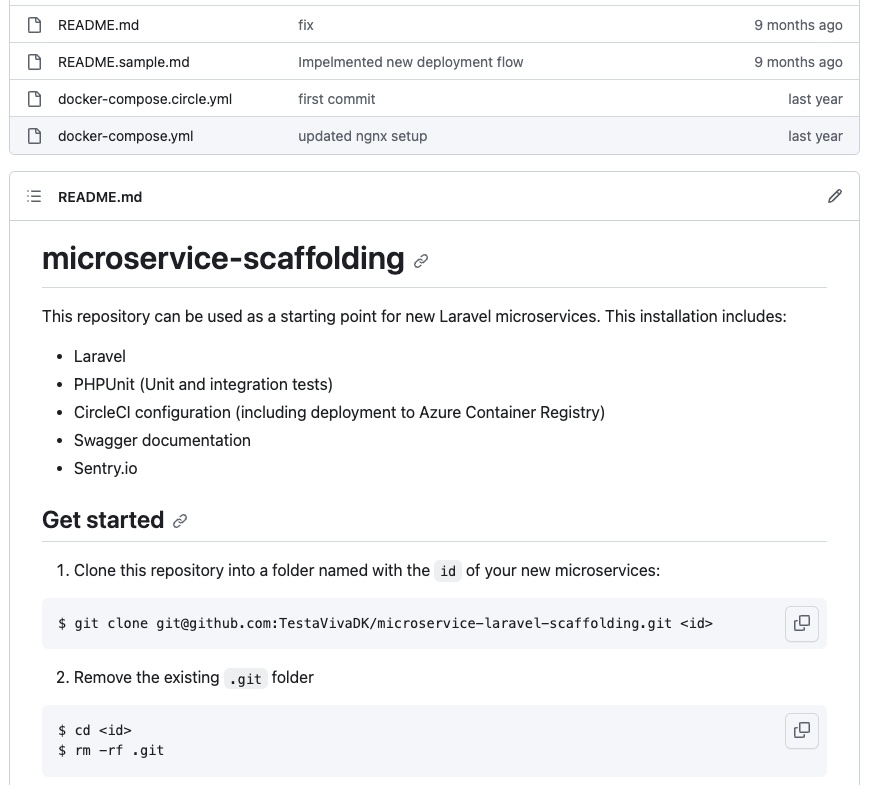 README.md fix 9 months ago
README.sample.md Impelmented new deployment flow 9 months ago
docker-compose.circle.yml first commit last year
docker-compose.yml updated ngnx setup last year
README.md
microservice-scaffolding
This repository can be used as a starting point for new Laravel microservices. This installation includes:
• Laravel
• PHPUnit (Unit and integration tests)
• CircleCI configuration (including deployment to Azure Container Registry)
• Swagger documentation
• Sentry.io
Get started
1. Clone this repository into a folder named with the id of your new microservices:
$ git clone git@github.com:TestaVivaDK/microservice-laravel-scaffolding.git <id>
2. Remove the existing .git folder
$ cd <id>
$ rm -rf .git